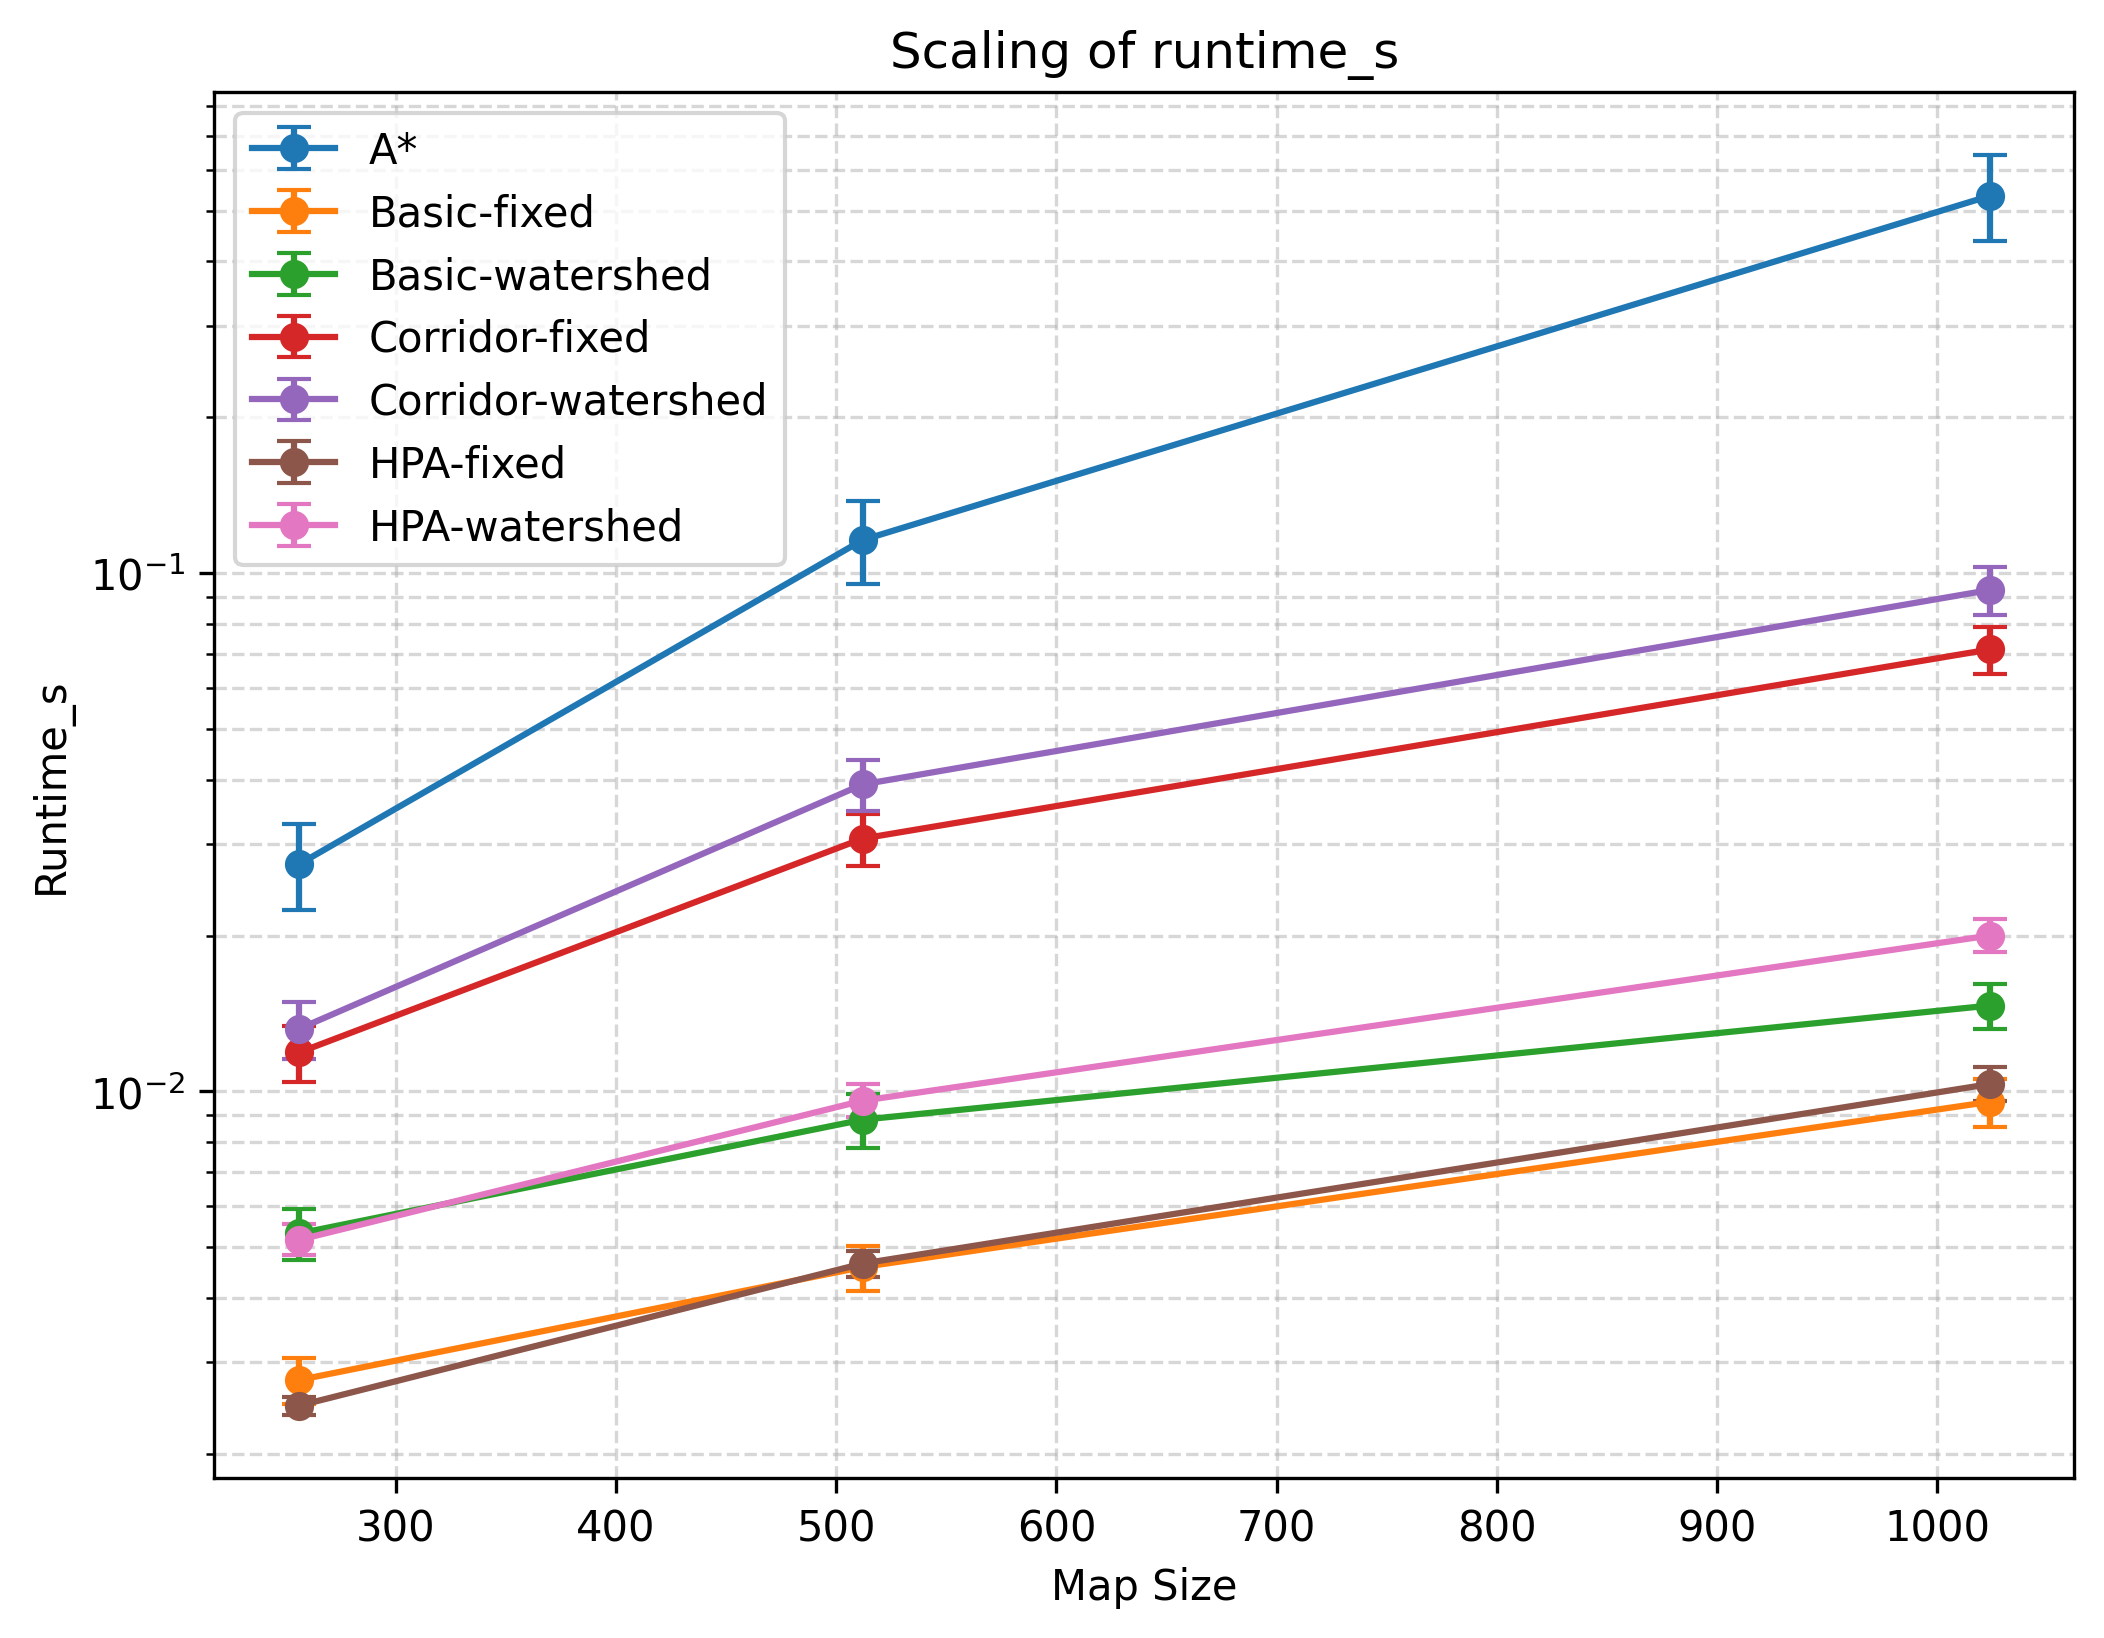 Scaling of runtime_s
A*
Basic-fixed
Basic-watershed
Corridor-fixed
Corridor-watershed
HPA-fixed
HPA-watershed
10⁻¹
10⁻²
Runtime_s
300 400 500 600 700 800 900 1000
Map Size